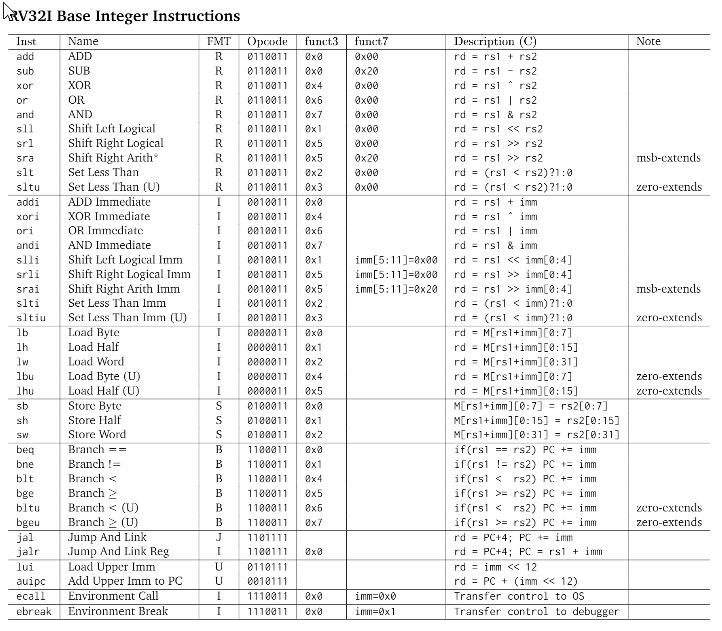 RV32I Base Integer Instructions
Inst Name FMT Opcode funct3 funct7 Description (C) Note
add ADD R 0110011 0x0 0x00 rd = rs1 + rs2
sub SUB R 0110011 0x0 0x20 rd = rs1 - rs2
xor XOR R 0110011 0x4 0x00 rd = rs1 ^ rs2
or OR R 0110011 0x6 0x00 rd = rs1 | rs2
and AND R 0110011 0x7 0x00 rd = rs1 & rs2
sll Shift Left Logical R 0110011 0x1 0x00 rd = rs1 << rs2
srl Shift Right Logical R 0110011 0x5 0x00 rd = rs1 >> rs2
sra Shift Right Arith* R 0110011 0x5 0x20 rd = rs1 >> rs2 msb-extends
slt Set Less Than R 0110011 0x2 0x00 rd = (rs1 < rs2)?1:0
sltu Set Less Than (U) R 0110011 0x3 0x00 rd = (rs1 < rs2)?1:0 zero-extends
addi ADD Immediate I 0010011 0x0 rd = rs1 + imm
xori XOR Immediate I 0010011 0x4 rd = rs1 ^ imm
ori OR Immediate I 0010011 0x6 rd = rs1 | imm
andi AND Immediate I 0010011 0x7 rd = rs1 & imm
slli Shift Left Logical Imm I 0010011 0x1 imm[5:11]=0x00 rd = rs1 << imm[0:4]
srli Shift Right Logical Imm I 0010011 0x5 imm[5:11]=0x00 rd = rs1 >> imm[0:4]
srai Shift Right Arith Imm I 0010011 0x5 imm[5:11]=0x20 rd = rs1 >> imm[0:4] msb-extends
slti Set Less Than Imm I 0010011 0x2 rd = (rs1 < imm)?1:0
sltiu Set Less Than Imm (U) I 0010011 0x3 rd = (rs1 < imm)?1:0 zero-extends
lb Load Byte I 0000011 0x0 rd = M[rs1+imm][0:7]
lh Load Half I 0000011 0x1 rd = M[rs1+imm][0:15]
lw Load Word I 0000011 0x2 rd = M[rs1+imm][0:31]
lbu Load Byte (U) I 0000011 0x4 rd = M[rs1+imm][0:7] zero-extends
lhu Load Half (U) I 0000011 0x5 rd = M[rs1+imm][0:15] zero-extends
sb Store Byte S 0100011 0x0 M[rs1+imm][0:7] = rs2[0:7]
sh Store Half S 0100011 0x1 M[rs1+imm][0:15] = rs2[0:15]
sw Store Word S 0100011 0x2 M[rs1+imm][0:31] = rs2[0:31]
beq Branch == B 1100011 0x0 if(rs1 == rs2) PC += imm
bne Branch != B 1100011 0x1 if(rs1 != rs2) PC += imm
blt Branch < B 1100011 0x4 if(rs1 < rs2) PC += imm
bge Branch ≥ B 1100011 0x5 if(rs1 >= rs2) PC += imm
bltu Branch < (U) B 1100011 0x6 if(rs1 < rs2) PC += imm zero-extends
bgeu Branch ≥ (U) B 1100011 0x7 if(rs1 >= rs2) PC += imm zero-extends
jal Jump And Link J 1101111 rd = PC+4; PC += imm
jalr Jump And Link Reg I 1100111 0x0 rd = PC+4; PC = rs1 + imm
lui Load Upper Imm U 0110111 rd = imm << 12
auipc Add Upper Imm to PC U 0010111 rd = PC + (imm << 12)
ecall Environment Call I 1110011 0x0 imm=0x0 Transfer control to OS
ebreak Environment Break I 1110011 0x0 imm=0x1 Transfer control to debugger